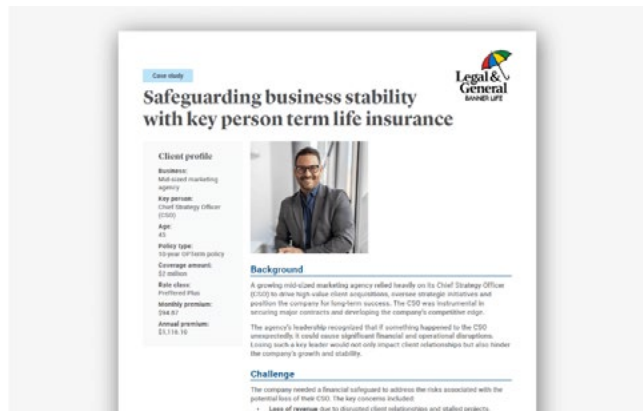 Case study
Legal &
General
BANNER LIFE
Safeguarding business stability
with key person term life insurance
Client profile
Business:
Mid-sized marketing
agency
Key person:
Chief Strategy Officer
(CSO)
Age:
45
Policy type:
10-year OPTerm policy
Coverage amount:
$2 million
Rate class:
Preferred Plus
Monthly premium:
$94.87
Annual premium:
$1,116.10
Background
A growing mid-sized marketing agency relied heavily on its Chief Strategy Officer
(CSO) to drive high-value client acquisitions, oversee strategic initiatives and
position the company for long-term success. The CSO was instrumental in
securing major contracts and developing the company's competitive edge.
The agency's leadership recognized that if something happened to the CSO
unexpectedly, it could cause significant financial and operational disruptions.
Losing such a key leader would not only impact client relationships but also hinder
the company's growth and stability.
Challenge
The company needed a financial safeguard to address the risks associated with the
potential loss of their CSO. The key concerns included:
• Loss of revenue due to disrupted client relationships and stalled projects.